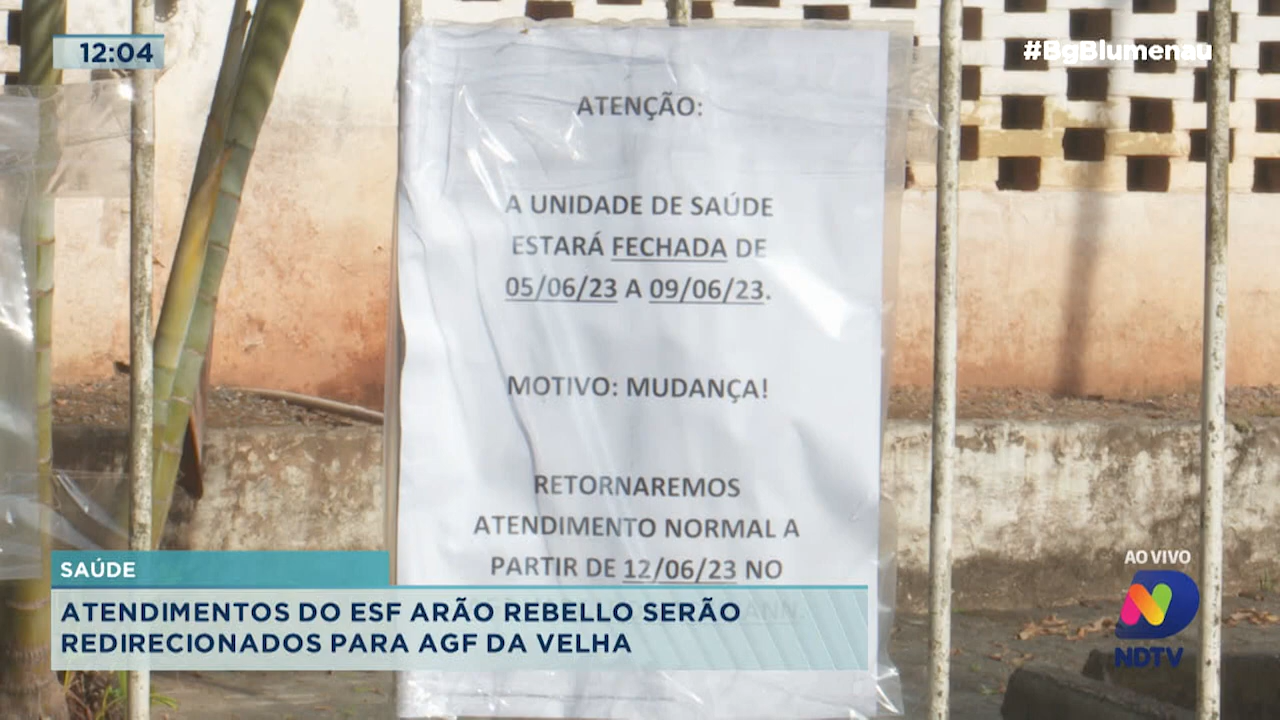 12:04
#BgBlumenau
ATENÇÃO:
A UNIDADE DE SAÚDE
ESTARÁ FECHADA DE
05/06/23 A 09/06/23.
MOTIVO: MUDANÇA!
RETORNAREMOS
ATENDIMENTO NORMAL A
PARTIR DE 12/06/23 NO
SAÚDE
ATENDIMENTOS DO ESF ARÃO REBELLO SERÃO
REDIRECIONADOS PARA AGF DA VELHA
AO VIVO
NDTV